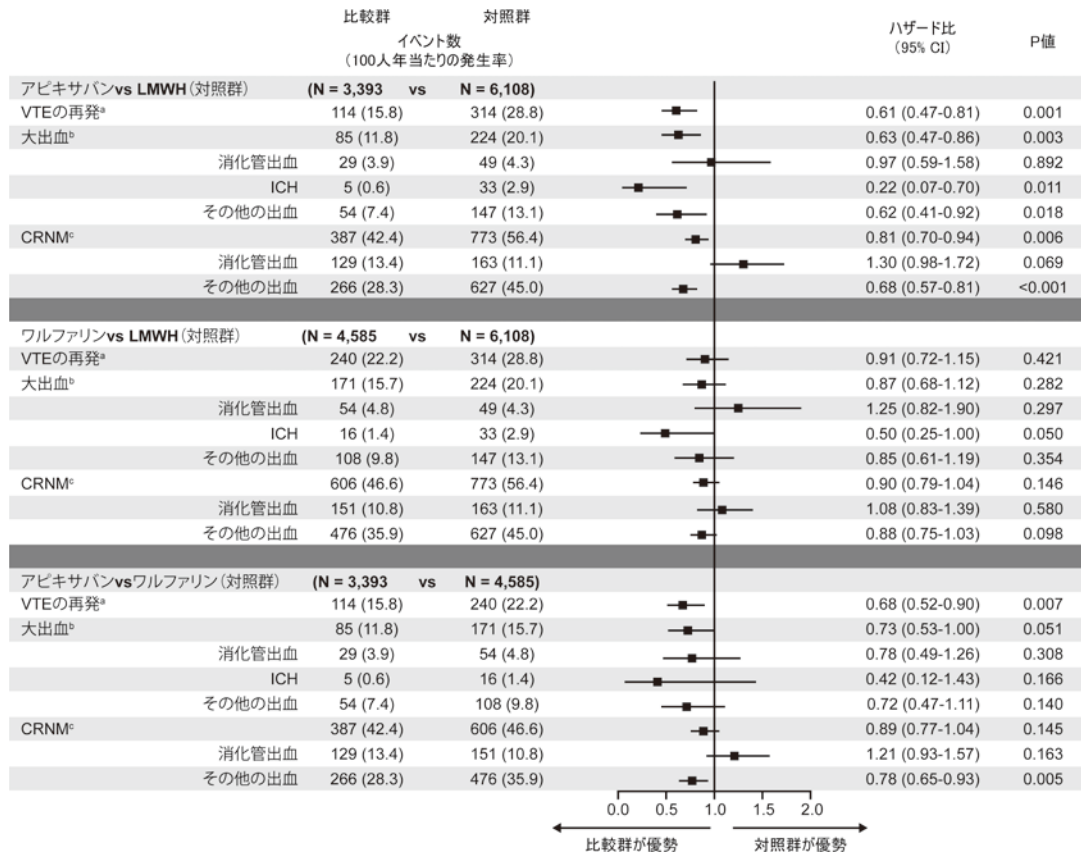 比較群 対照群
イベント数
(100人年当たりの発生率)
ハザード比
(95% CI)
P値
アピキサバンvs LMWH(対照群) (N = 3,393 vs N = 6,108)
VTEの再発a 114 (15.8) 314 (28.8) 0.61 (0.47-0.81) 0.001
大出血b 85 (11.8) 224 (20.1) 0.63 (0.47-0.86) 0.003
消化管出血 29 (3.9) 49 (4.3) 0.97 (0.59-1.58) 0.892
ICH 5 (0.6) 33 (2.9) 0.22 (0.07-0.70) 0.011
その他の出血 54 (7.4) 147 (13.1) 0.62 (0.41-0.92) 0.018
CRNMc 387 (42.4) 773 (56.4) 0.81 (0.70-0.94) 0.006
消化管出血 129 (13.4) 163 (11.1) 1.30 (0.98-1.72) 0.069
その他の出血 266 (28.3) 627 (45.0) 0.68 (0.57-0.81) <0.001
ワルファリンvs LMWH(対照群) (N = 4,585 vs N = 6,108)
VTEの再発a 240 (22.2) 314 (28.8) 0.91 (0.72-1.15) 0.421
大出血b 171 (15.7) 224 (20.1) 0.87 (0.68-1.12) 0.282
消化管出血 54 (4.8) 49 (4.3) 1.25 (0.82-1.90) 0.297
ICH 16 (1.4) 33 (2.9) 0.50 (0.25-1.00) 0.050
その他の出血 108 (9.8) 147 (13.1) 0.85 (0.61-1.19) 0.354
CRNMc 606 (46.6) 773 (56.4) 0.90 (0.79-1.04) 0.146
消化管出血 151 (10.8) 163 (11.1) 1.08 (0.83-1.39) 0.580
その他の出血 476 (35.9) 627 (45.0) 0.88 (0.75-1.03) 0.098
アピキサバンvsワルファリン(対照群) (N = 3,393 vs N = 4,585)
VTEの再発a 114 (15.8) 240 (22.2) 0.68 (0.52-0.90) 0.007
大出血b 85 (11.8) 171 (15.7) 0.73 (0.53-1.00) 0.051
消化管出血 29 (3.9) 54 (4.8) 0.78 (0.49-1.26) 0.308
ICH 5 (0.6) 16 (1.4) 0.42 (0.12-1.43) 0.166
その他の出血 54 (7.4) 108 (9.8) 0.72 (0.47-1.11) 0.140
CRNMc 387 (42.4) 606 (46.6) 0.89 (0.77-1.04) 0.145
消化管出血 129 (13.4) 151 (10.8) 1.21 (0.93-1.57) 0.163
その他の出血 266 (28.3) 476 (35.9) 0.78 (0.65-0.93) 0.005
0.0 0.5 1.0 1.5 2.0
比較群が優勢 対照群が優勢